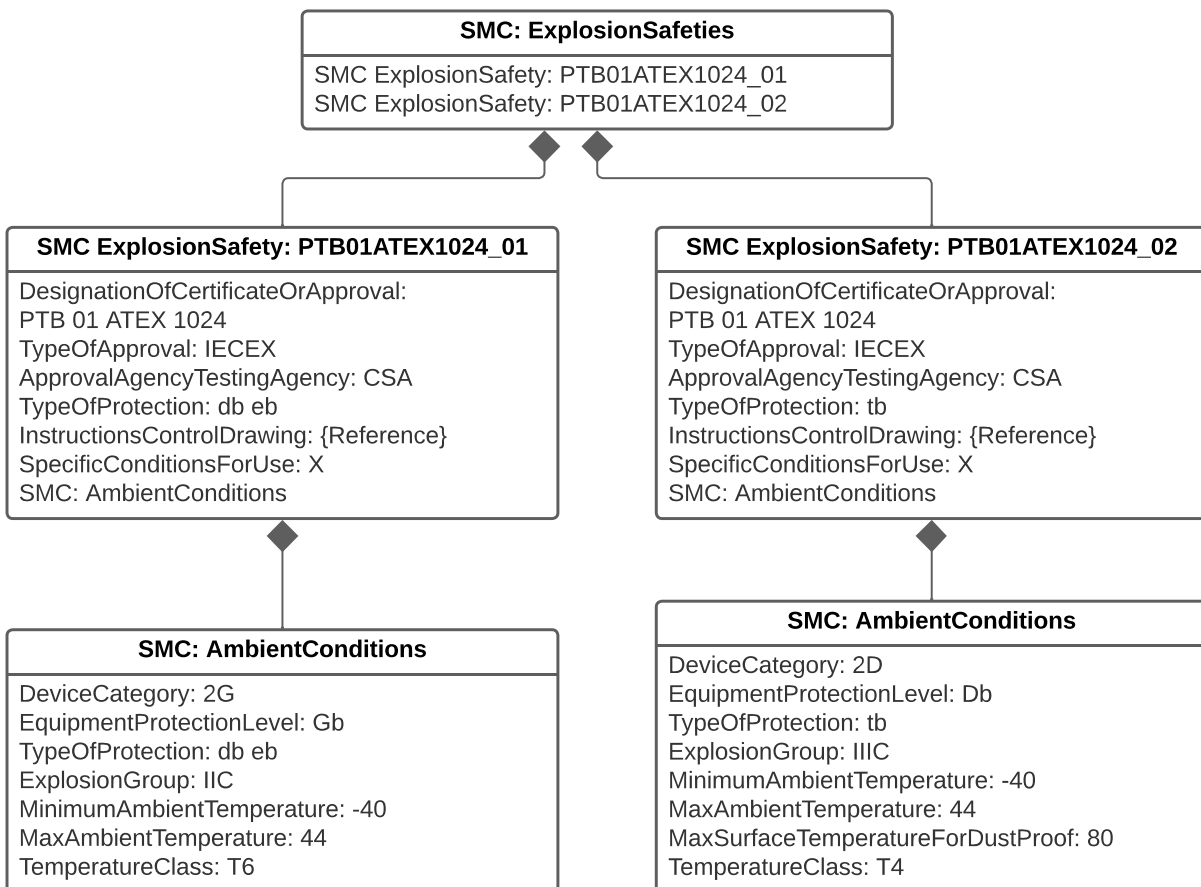 SMC: ExplosionSafeties
SMC ExplosionSafety: PTB01ATEX1024_01
SMC ExplosionSafety: PTB01ATEX1024_02
SMC ExplosionSafety: PTB01ATEX1024_01
DesignationOfCertificateOrApproval:
PTB 01 ATEX 1024
TypeOfApproval: IECEX
ApprovalAgencyTestingAgency: CSA
TypeOfProtection: db eb
InstructionsControlDrawing: {Reference}
SpecificConditionsForUse: X
SMC: AmbientConditions
SMC ExplosionSafety: PTB01ATEX1024_02
DesignationOfCertificateOrApproval:
PTB 01 ATEX 1024
TypeOfApproval: IECEX
ApprovalAgencyTestingAgency: CSA
TypeOfProtection: tb
InstructionsControlDrawing: {Reference}
SpecificConditionsForUse: X
SMC: AmbientConditions
SMC: AmbientConditions
DeviceCategory: 2G
EquipmentProtectionLevel: Gb
TypeOfProtection: db eb
ExplosionGroup: IIC
MinimumAmbientTemperature: -40
MaxAmbientTemperature: 44
TemperatureClass: T6
SMC: AmbientConditions
DeviceCategory: 2D
EquipmentProtectionLevel: Db
TypeOfProtection: tb
ExplosionGroup: IIIC
MinimumAmbientTemperature: -40
MaxAmbientTemperature: 44
MaxSurfaceTemperatureForDustProof: 80
TemperatureClass: T4